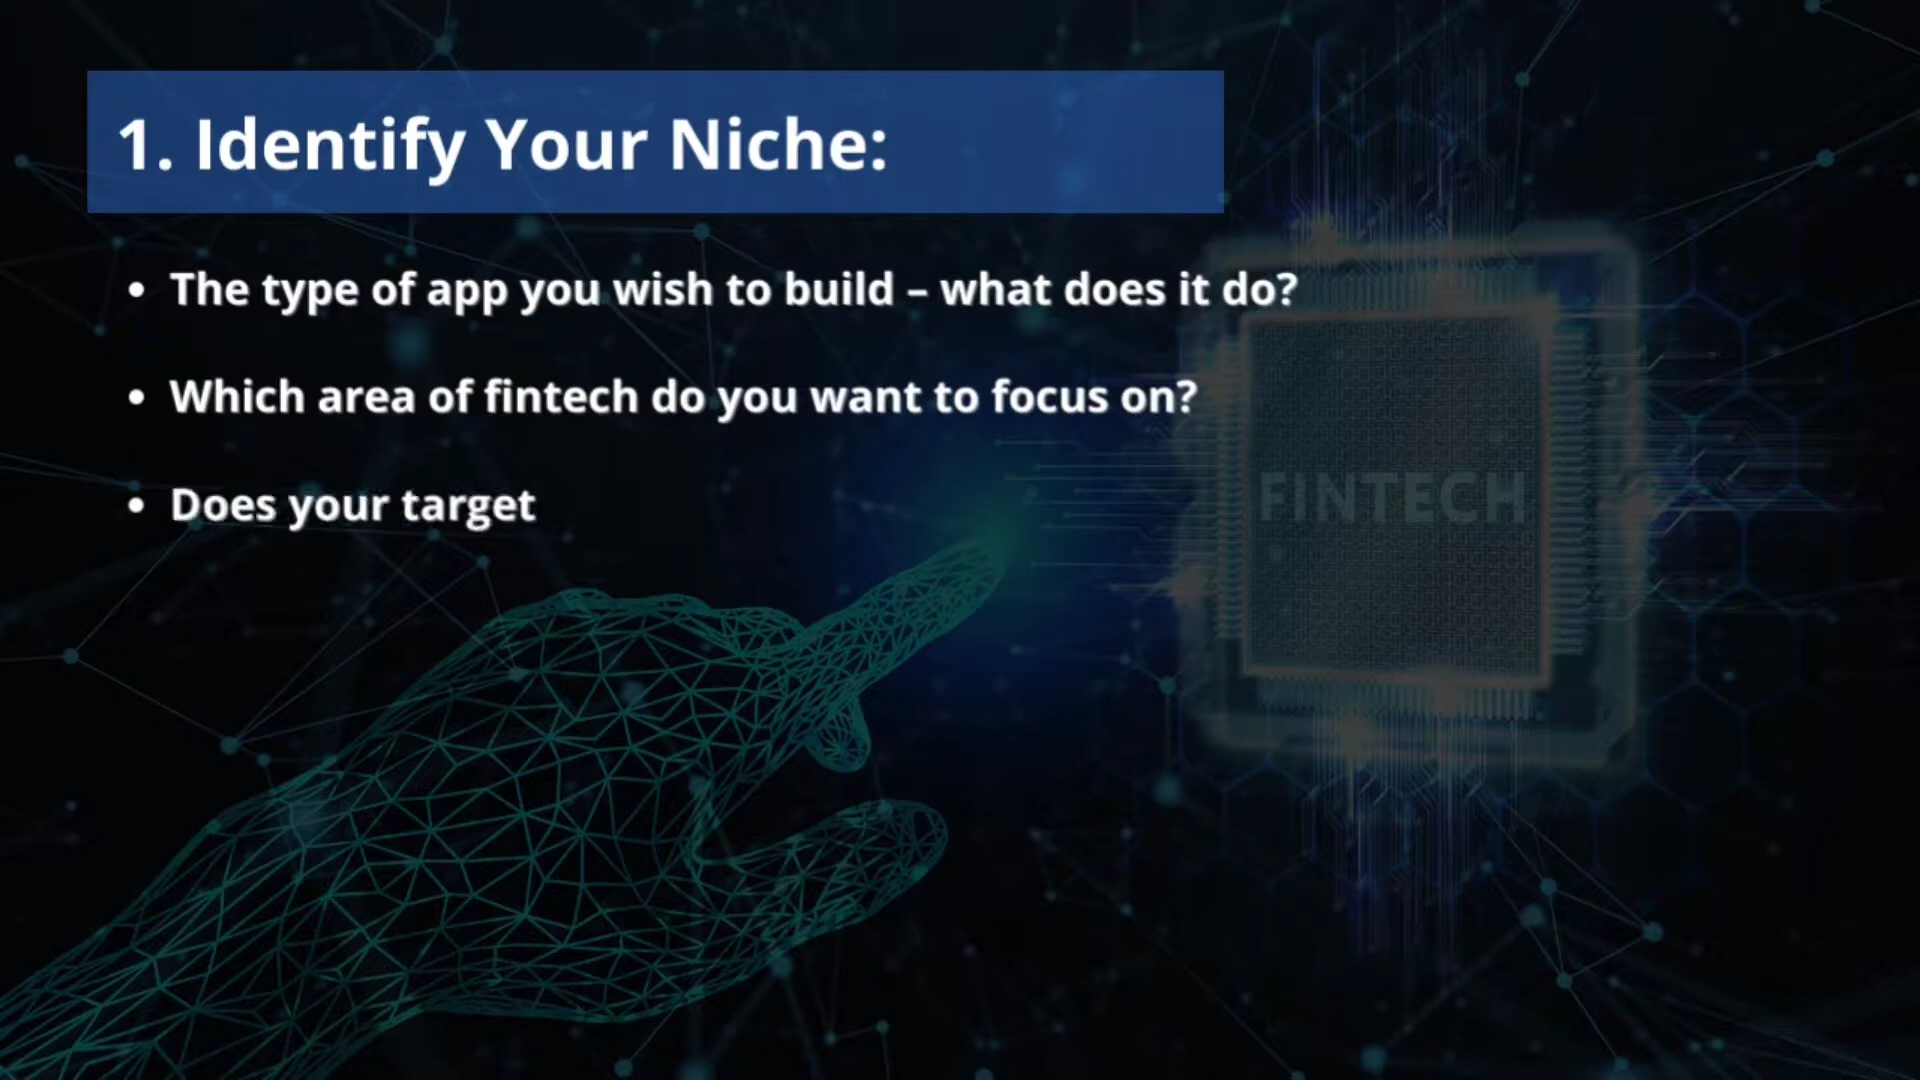 1. Identify Your Niche:
• The type of app you wish to build – what does it do?
• Which area of fintech do you want to focus on?
• Does your target
FINTECH